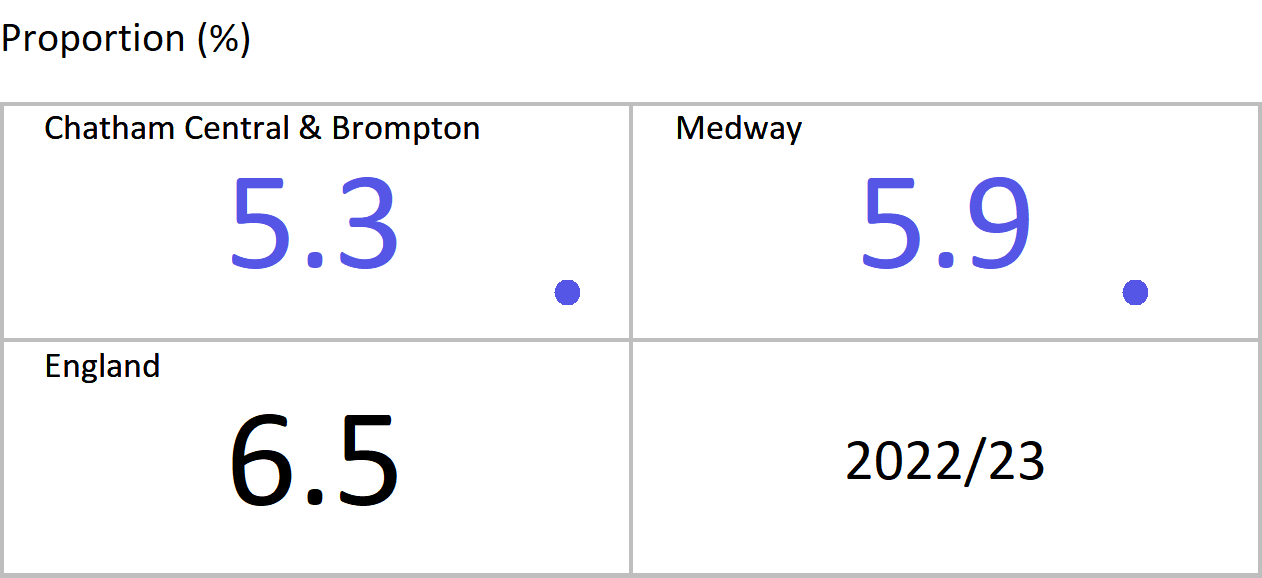 Proportion (%)
Chatham Central & Brompton
5.3
Medway
5.9
England
6.5
2022/23